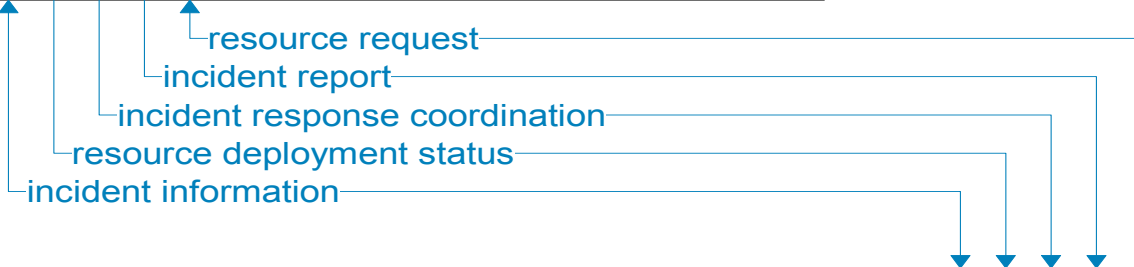 resource request
incident report
incident response coordination
resource deployment status
incident information